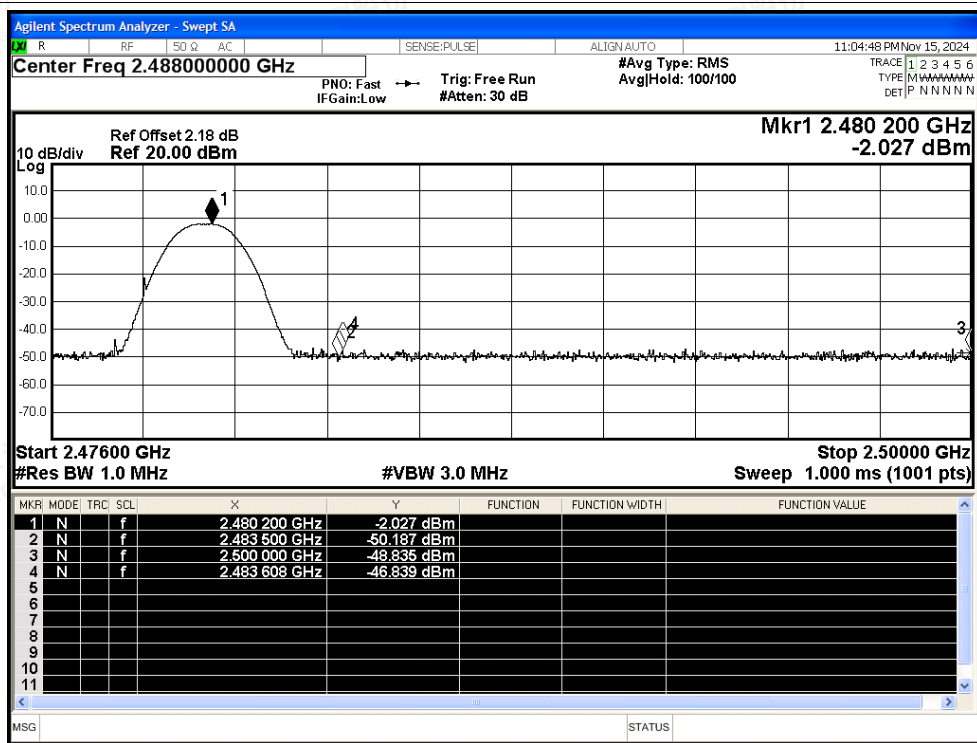 Agilent Spectrum Analyzer - Swept SA
LXI R RF 50 Ω AC SENSE:PULSE ALIGN AUTO 11:04:48 PM Nov 15, 2024
Center Freq 2.488000000 GHz
PNO: Fast
IFGain:Low
Trig: Free Run
#Atten: 30 dB
#Avg Type: RMS
Avg|Hold: 100/100
TRACE 1 2 3 4 5 6
TYPE M
DET P N N N N N
Mkr1 2.480 200 GHz
-2.027 dBm
Ref Offset 2.18 dB
10 dB/div Ref 20.00 dBm
Log
10.0
0.00
-10.0
-20.0
-30.0
-40.0
-50.0
-60.0
-70.0
1
4
2
3
Start 2.47600 GHz Stop 2.50000 GHz
#Res BW 1.0 MHz #VBW 3.0 MHz Sweep 1.000 ms (1001 pts)
MKR MODE TRC SCL X Y FUNCTION FUNCTION WIDTH FUNCTION VALUE
1 N f 2.480 200 GHz -2.027 dBm
2 N f 2.483 500 GHz -50.187 dBm
3 N f 2.500 000 GHz -48.835 dBm
4 N f 2.483 608 GHz -46.839 dBm
5
6
7
8
9
10
11
MSG STATUS